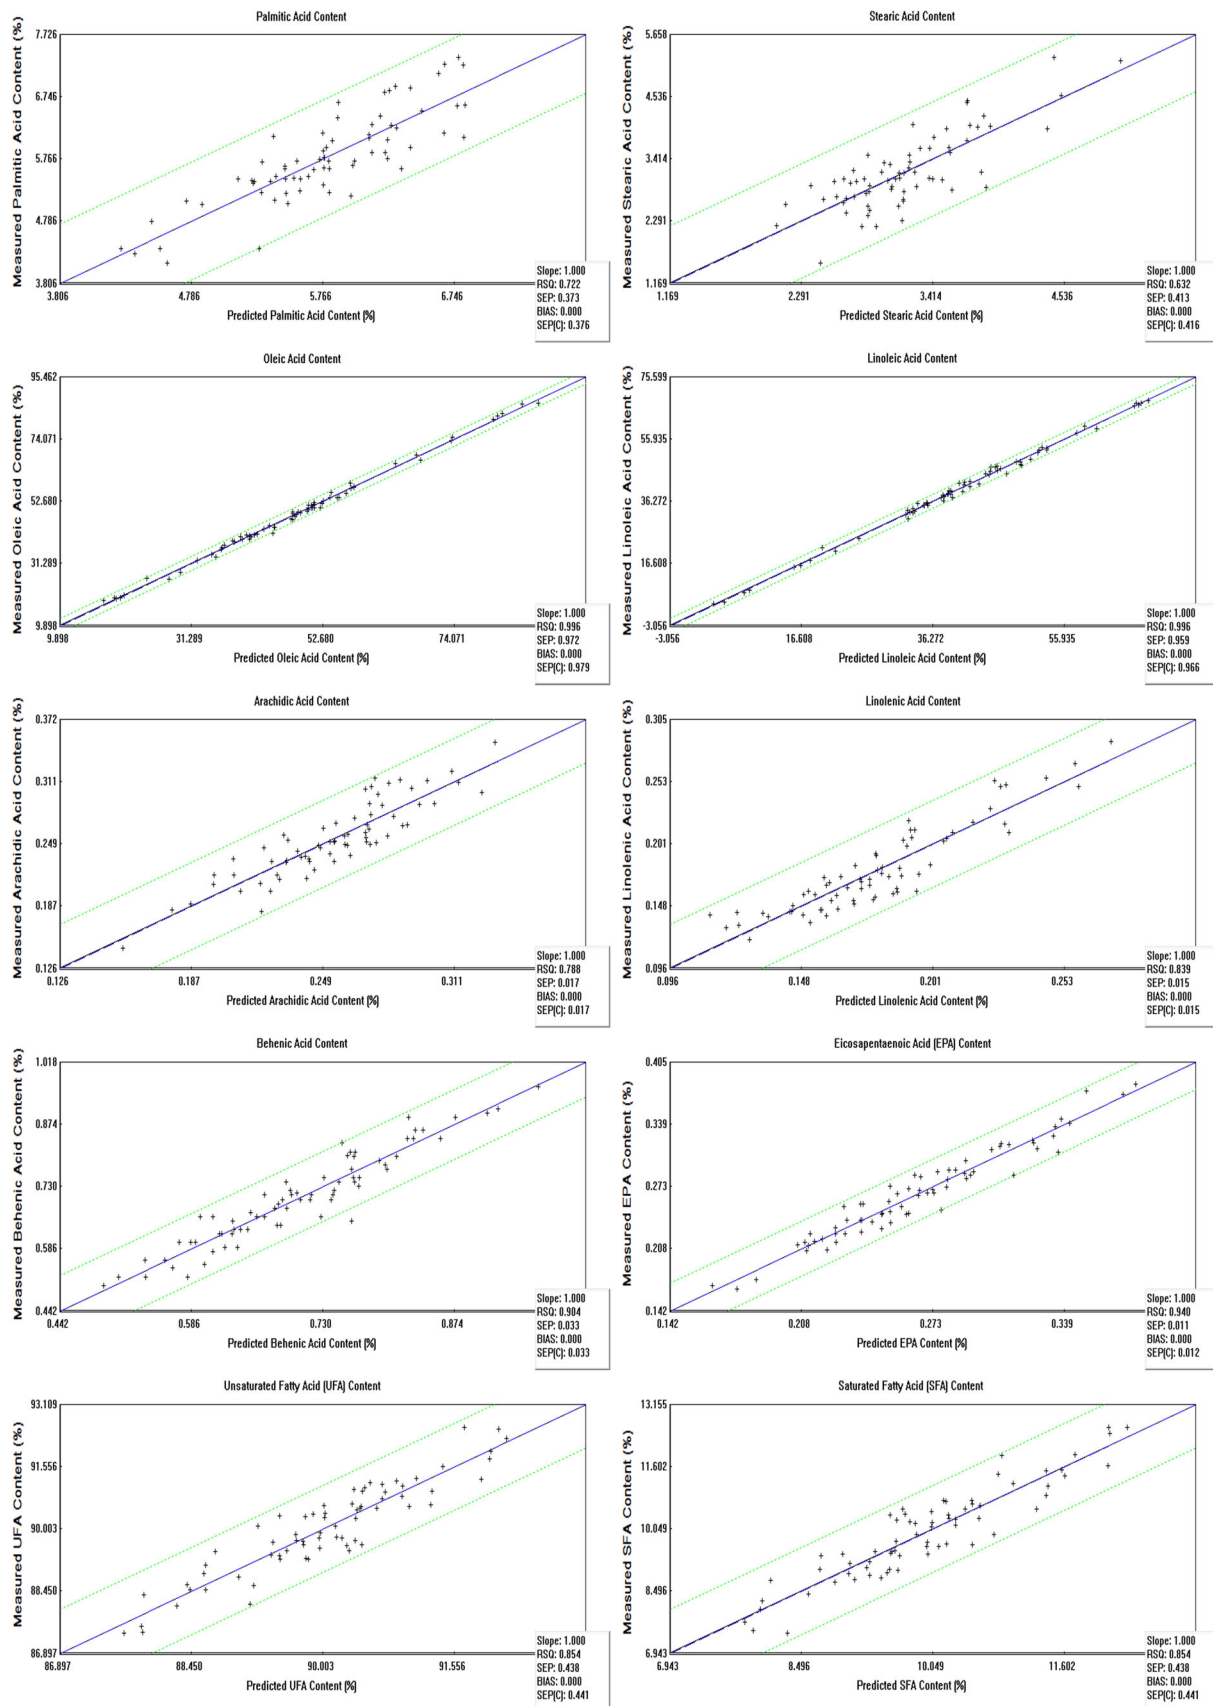 Palmitic Acid Content
Measured Palmitic Acid Content (%)
7.726
6.746
5.766
4.786
3.806
3.806
4.786
5.766
6.746
Predicted Palmitic Acid Content (%)
Slope: 1.000
RSQ: 0.722
SEP: 0.373
BIAS: 0.000
SEP(C): 0.376
Stearic Acid Content
Measured Stearic Acid Content (%)
5.658
4.536
3.414
2.291
1.169
1.169
2.291
3.414
4.536
Predicted Stearic Acid Content (%)
Slope: 1.000
RSQ: 0.632
SEP: 0.413
BIAS: 0.000
SEP(C): 0.416
Oleic Acid Content
Measured Oleic Acid Content (%)
95.462
74.071
52.680
31.289
9.898
9.898
31.289
52.680
74.071
Predicted Oleic Acid Content (%)
Slope: 1.000
RSQ: 0.996
SEP: 0.972
BIAS: 0.000
SEP(C): 0.979
Linoleic Acid Content
Measured Linoleic Acid Content (%)
75.599
55.935
36.272
16.608
-3.056
-3.056
16.608
36.272
55.935
Predicted Linoleic Acid Content (%)
Slope: 1.000
RSQ: 0.996
SEP: 0.959
BIAS: 0.000
SEP(C): 0.966
Arachidic Acid Content
Measured Arachidic Acid Content (%)
0.372
0.311
0.249
0.187
0.126
0.126
0.187
0.249
0.311
Predicted Arachidic Acid Content (%)
Slope: 1.000
RSQ: 0.788
SEP: 0.017
BIAS: 0.000
SEP(C): 0.017
Linolenic Acid Content
Measured Linolenic Acid Content (%)
0.305
0.253
0.201
0.148
0.096
0.096
0.148
0.201
0.253
Predicted Linolenic Acid Content (%)
Slope: 1.000
RSQ: 0.839
SEP: 0.015
BIAS: 0.000
SEP(C): 0.015
Behenic Acid Content
Measured Behenic Acid Content (%)
1.018
0.874
0.730
0.586
0.442
0.442
0.586
0.730
0.874
Predicted Behenic Acid Content (%)
Slope: 1.000
RSQ: 0.904
SEP: 0.033
BIAS: 0.000
SEP(C): 0.033
Eicosapentaenoic Acid (EPA) Content
Measured EPA Content (%)
0.405
0.339
0.273
0.208
0.142
0.142
0.208
0.273
0.339
Predicted EPA Content (%)
Slope: 1.000
RSQ: 0.940
SEP: 0.011
BIAS: 0.000
SEP(C): 0.012
Unsaturated Fatty Acid (UFA) Content
Measured UFA Content (%)
93.109
91.556
90.003
88.450
86.897
86.897
88.450
90.003
91.556
Predicted UFA Content (%)
Slope: 1.000
RSQ: 0.854
SEP: 0.438
BIAS: 0.000
SEP(C): 0.441
Saturated Fatty Acid (SFA) Content
Measured SFA Content (%)
13.155
11.602
10.049
8.496
6.943
6.943
8.496
10.049
11.602
Predicted SFA Content (%)
Slope: 1.000
RSQ: 0.854
SEP: 0.438
BIAS: 0.000
SEP(C): 0.441